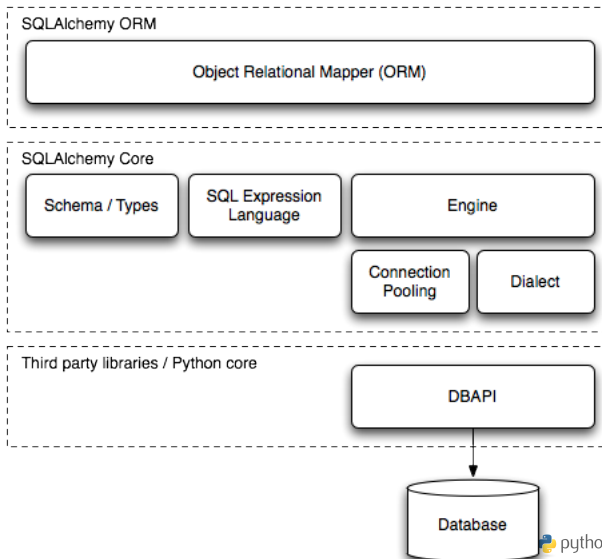 SQLAlchemy ORM
Object Relational Mapper (ORM)
SQLAlchemy Core
Schema / Types
SQL Expression
Language
Engine
Connection
Pooling
Dialect
Third party libraries / Python core
DBAPI
Database
pytho